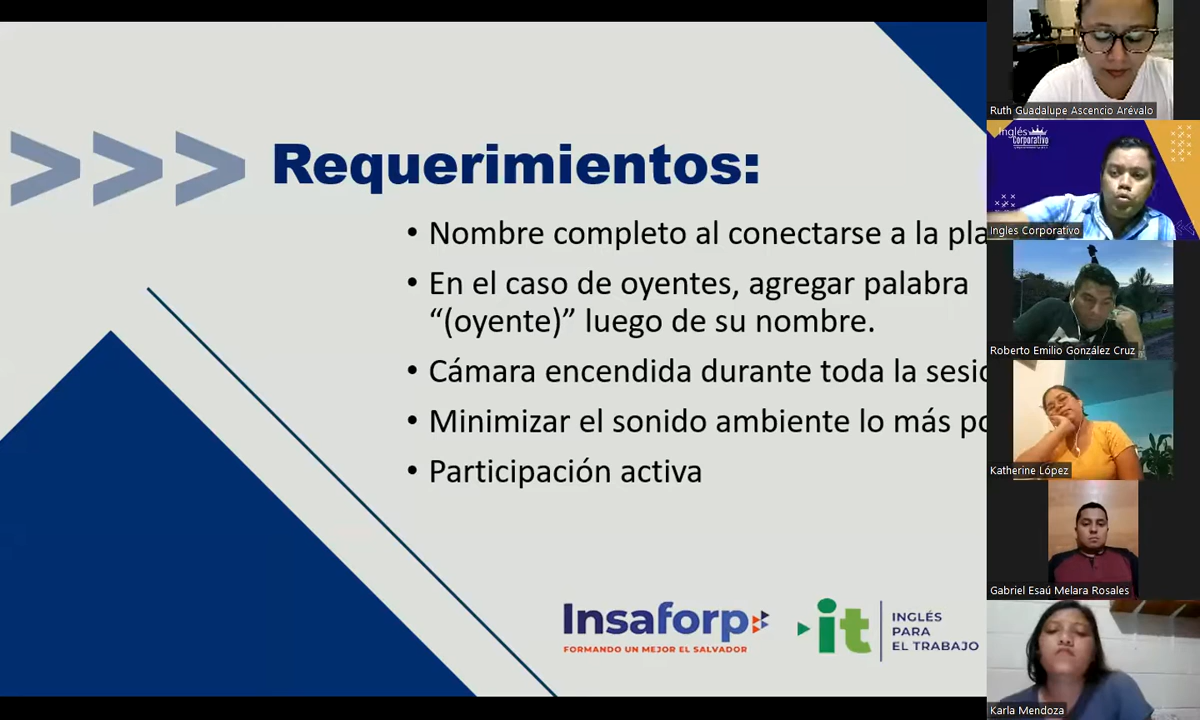 Requerimientos:
• Nombre completo al conectarse a la pla
• En el caso de oyentes, agregar palabra
“(oyente)” luego de su nombre.
• Cámara encendida durante toda la sesi
• Minimizar el sonido ambiente lo más po
• Participación activa
Insaforp
FORMANDO UN MEJOR EL SALVADOR
it
INGLÉS
PARA
EL TRABAJO
Ruth Guadalupe Ascencio Arévalo
Inglés
Corporativo
Ingles Corporativo
Roberto Emilio González Cruz
Katherine López
Gabriel Esaú Melara Rosales
Karla Mendoza